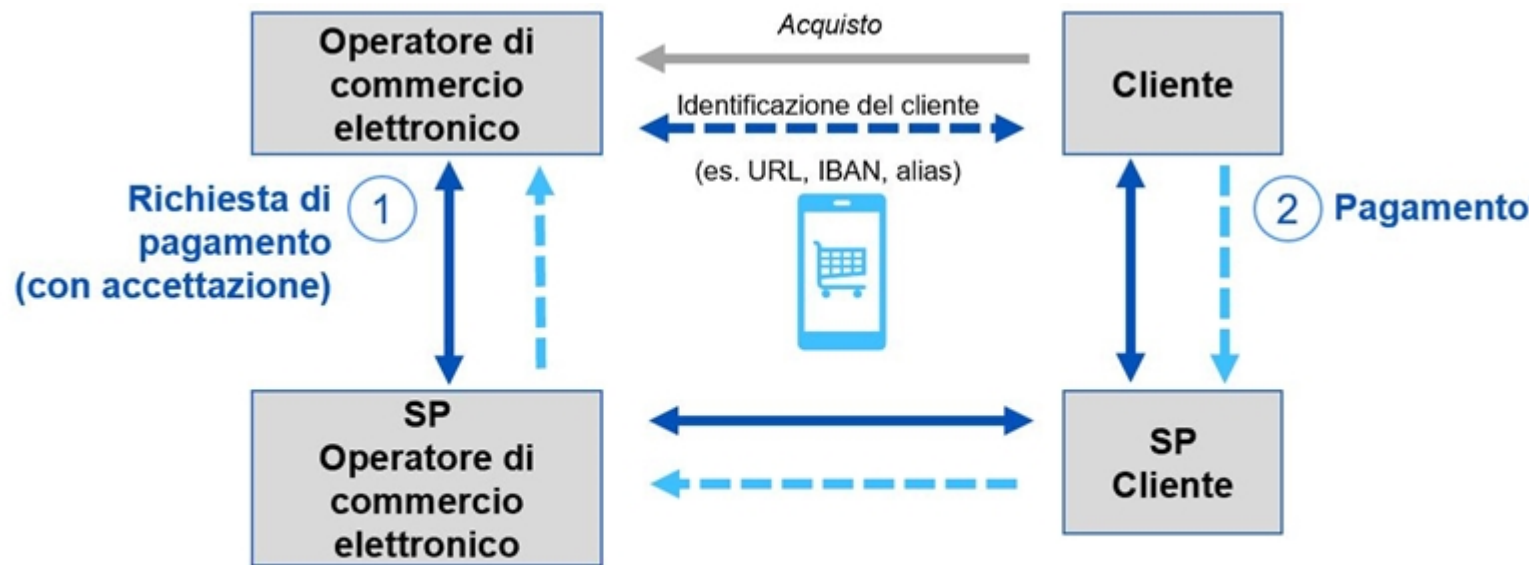 Operatore di
commercio
elettronico
Acquisto
Cliente
Identificazione del cliente
(es. URL, IBAN, alias)
Richiesta di
pagamento
(con accettazione)
1
2
Pagamento
SP
Operatore di
commercio
elettronico
SP
Cliente